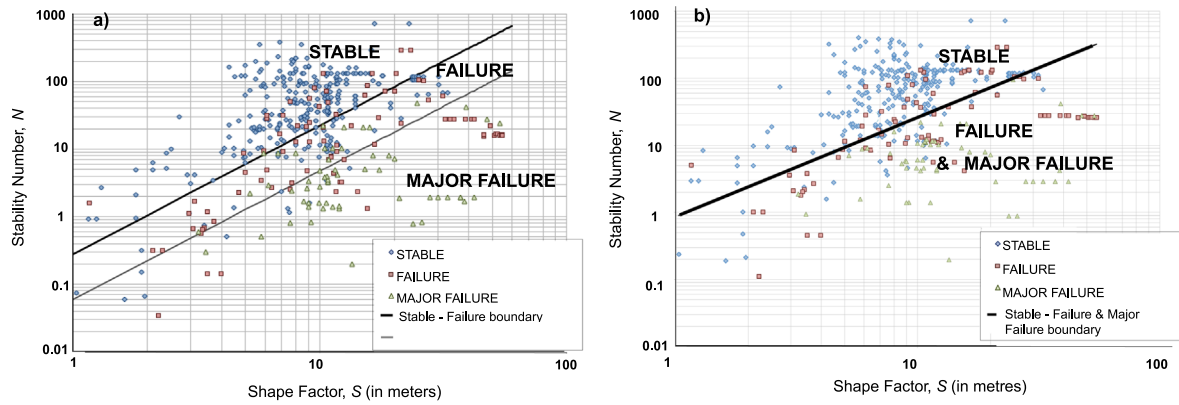 a)
1000
100
10
1
0.1
0.01
Stability Number, N
STABLE
FAILURE
MAJOR FAILURE
STABLE
FAILURE
MAJOR FAILURE
Stable - Failure boundary
1
10
100
Shape Factor, S (in meters)
b)
1000
100
10
1
0.1
0.01
Stability Number, N
STABLE
FAILURE
& MAJOR FAILURE
STABLE
FAILURE
MAJOR FAILURE
Stable - Failure & Major
Failure boundary
1
10
100
Shape Factor, S (in metres)